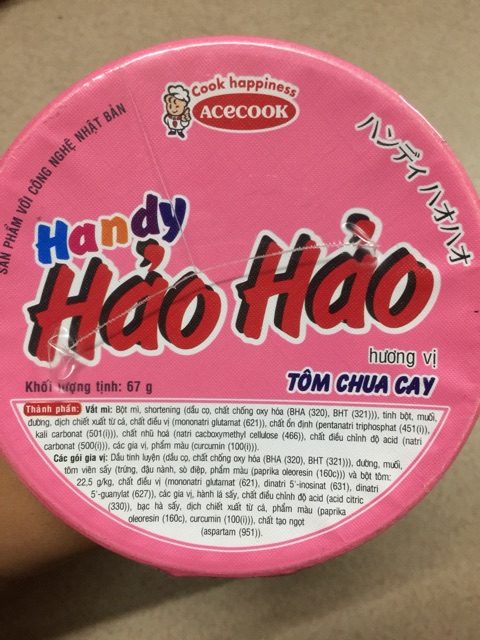 Cook happiness
ACECOOK
SẢN PHẨM VỚI CÔNG NGHỆ NHẬT BẢN
ハンディ ハオハオ
Handy
Hảo Hảo
hương vị
TÔM CHUA CAY
Khối lượng tịnh: 67 g
Thành phần: Vắt mì: Bột mì, shortening (dầu cọ, chất chống oxy hóa (BHA (320), BHT (321))), tinh bột, muối,
đường, dịch chiết xuất từ cá, chất điều vị (mononatri glutamat (621)), chất ổn định (pentanatri triphosphat (451(i)),
kali carbonat (501(i))), chất nhũ hoá (natri cacboxymethyl cellulose (466)), chất điều chỉnh độ acid (natri
carbonat (500(i))), các gia vị, phẩm màu (curcumin (100(i))).
Các gói gia vị: Dầu tinh luyện (dầu cọ, chất chống oxy hóa (BHA (320), BHT (321))), đường, muối,
tôm viên sấy (trứng, đậu nành, sò điệp, phẩm màu (paprika oleoresin (160c))) và bột tôm:
22,5 g/kg, chất điều vị (mononatri glutamat (621), dinatri 5'-inosinat (631), dinatri
5'-guanylat (627)), các gia vị, hành lá sấy, chất điều chỉnh độ acid (acid citric
(330)), bạc hà sấy, dịch chiết xuất từ cá, phẩm màu (paprika
oleoresin (160c), curcumin (100(i))), chất tạo ngọt
(aspartam (951)).